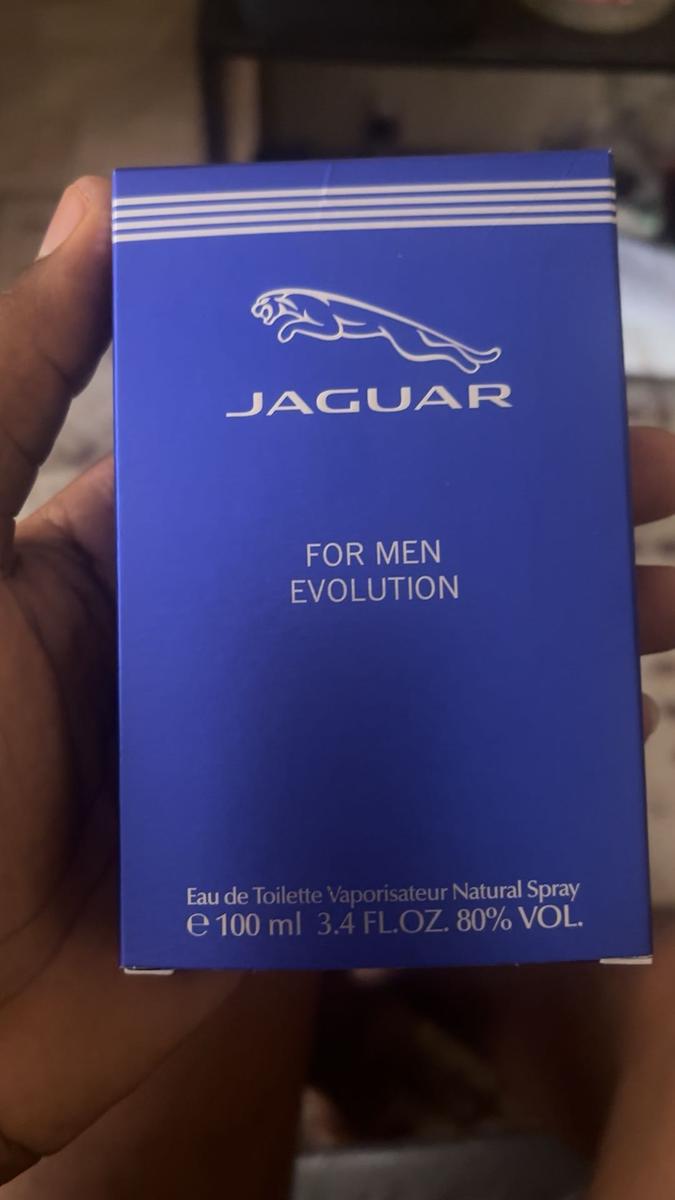 JAGUAR
FOR MEN
EVOLUTION
Eau de Toilette Vaporisateur Natural Spray
℮ 100 ml 3.4 FL.OZ. 80% VOL.